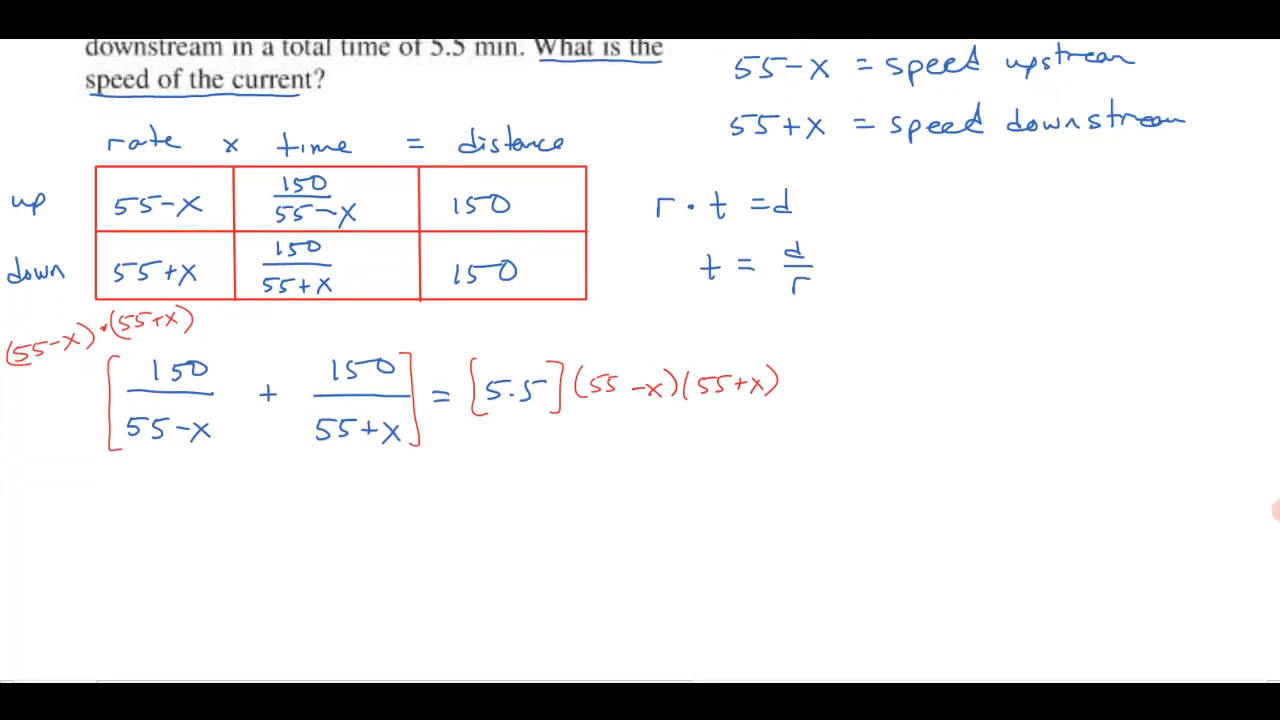 downstream in a total time of 5.5 min. What is the
speed of the current?
55-x = speed upstream
55+x = speed downstream
rate x time = distance
up 55-x 150/55-x 150
down 55+x 150/55+x 150
r · t = d
t = d/r
(55-x)·(55+x)
[150/55-x + 150/55+x] = [5.5](55-x)(55+x)